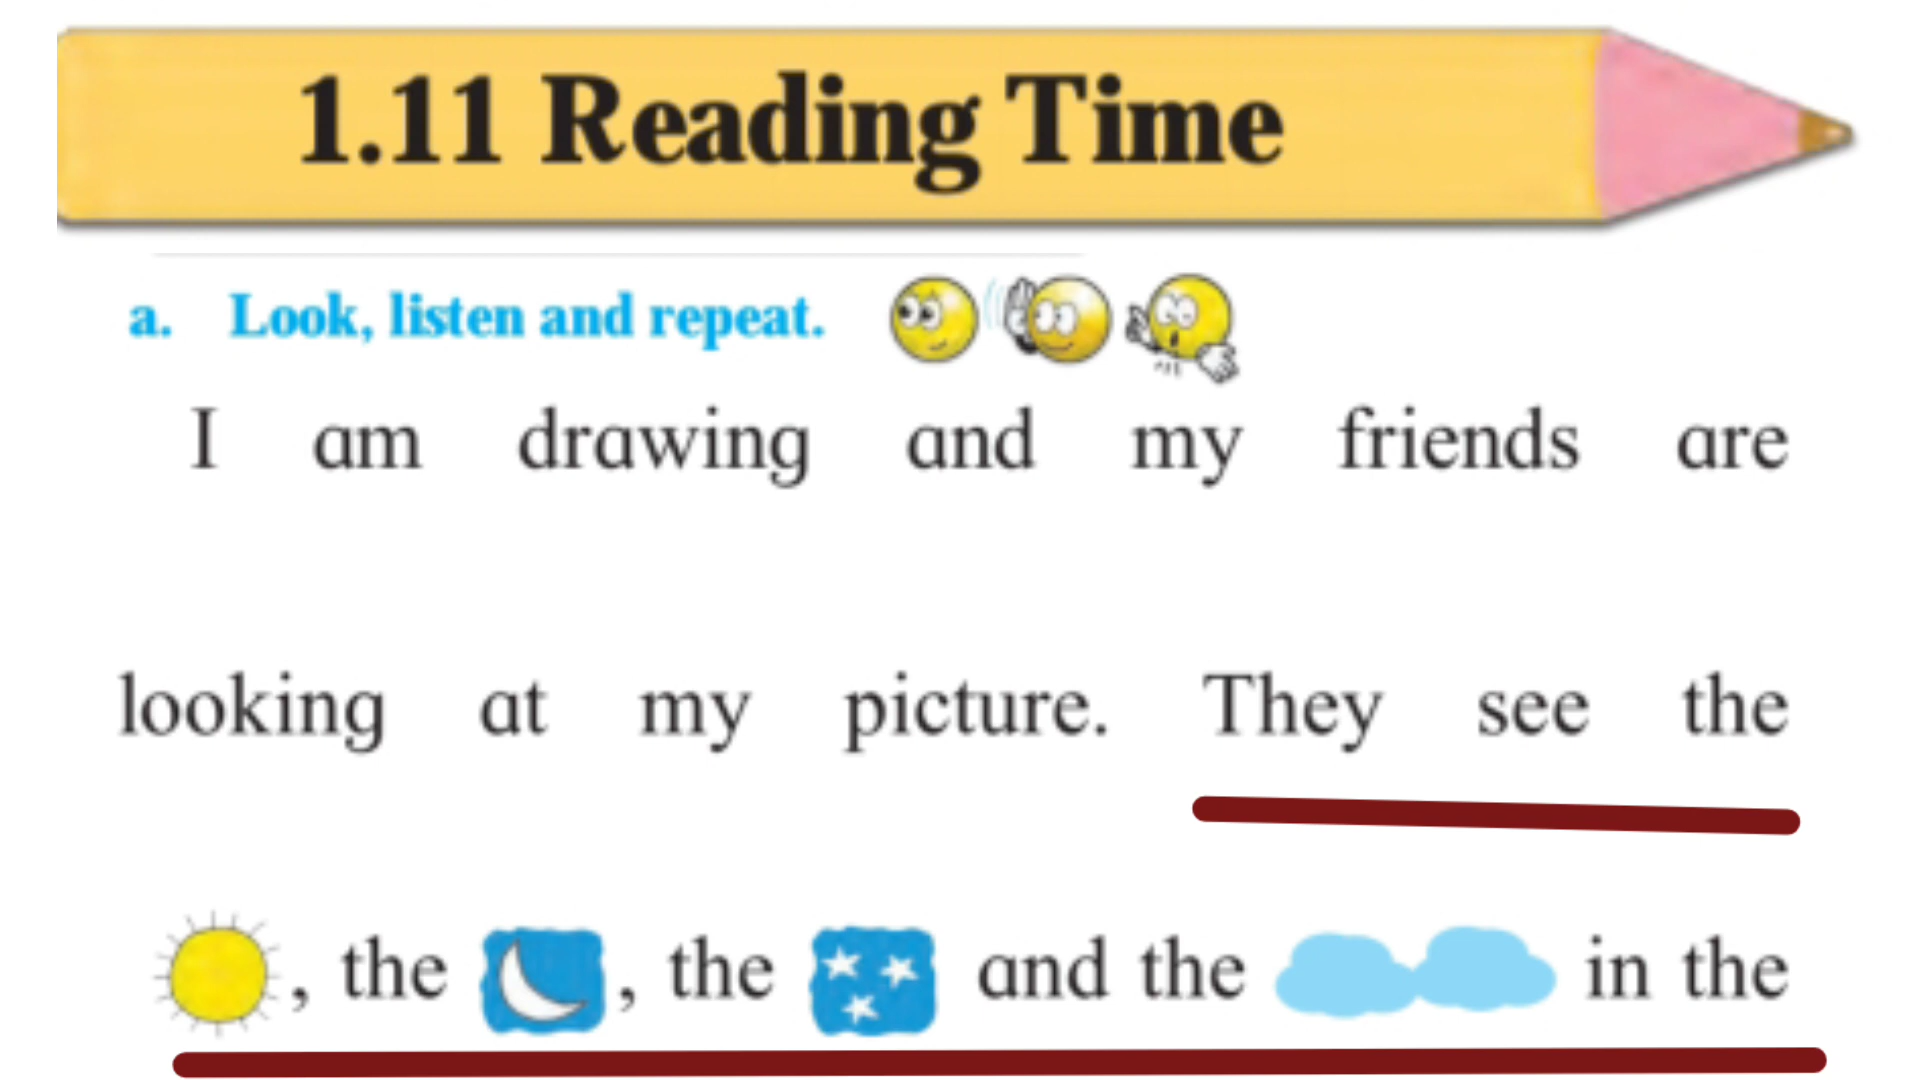 1.11 Reading Time
a. Look, listen and repeat.
I am drawing and my friends are
looking at my picture. They see the
, the , the and the in the